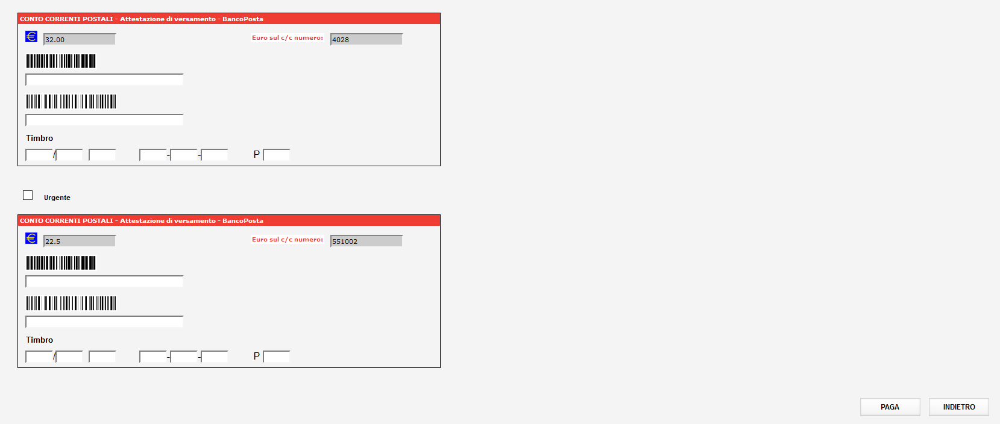 CONTO CORRENTI POSTALI - Attestazione di versamento - BancoPosta
€ 32.00 Euro sul c/c numero: 4028
Timbro
/ - - P
Urgente
CONTO CORRENTI POSTALI - Attestazione di versamento - BancoPosta
€ 22.5 Euro sul c/c numero: 551002
Timbro
/ - - P
PAGA INDIETRO